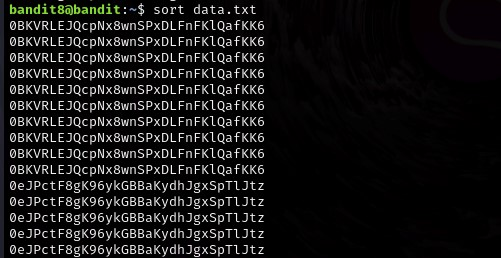 bandit8@bandit:~$ sort data.txt
0BKVRLEJQcpNx8wnSPxDLFnFKlQafKK6
0BKVRLEJQcpNx8wnSPxDLFnFKlQafKK6
0BKVRLEJQcpNx8wnSPxDLFnFKlQafKK6
0BKVRLEJQcpNx8wnSPxDLFnFKlQafKK6
0BKVRLEJQcpNx8wnSPxDLFnFKlQafKK6
0BKVRLEJQcpNx8wnSPxDLFnFKlQafKK6
0BKVRLEJQcpNx8wnSPxDLFnFKlQafKK6
0BKVRLEJQcpNx8wnSPxDLFnFKlQafKK6
0BKVRLEJQcpNx8wnSPxDLFnFKlQafKK6
0BKVRLEJQcpNx8wnSPxDLFnFKlQafKK6
0eJPctF8gK96ykGBBaKydhJgxSpTlJtz
0eJPctF8gK96ykGBBaKydhJgxSpTlJtz
0eJPctF8gK96ykGBBaKydhJgxSpTlJtz
0eJPctF8gK96ykGBBaKydhJgxSpTlJtz
0eJPctF8gK96ykGBBaKydhJgxSpTlJtz